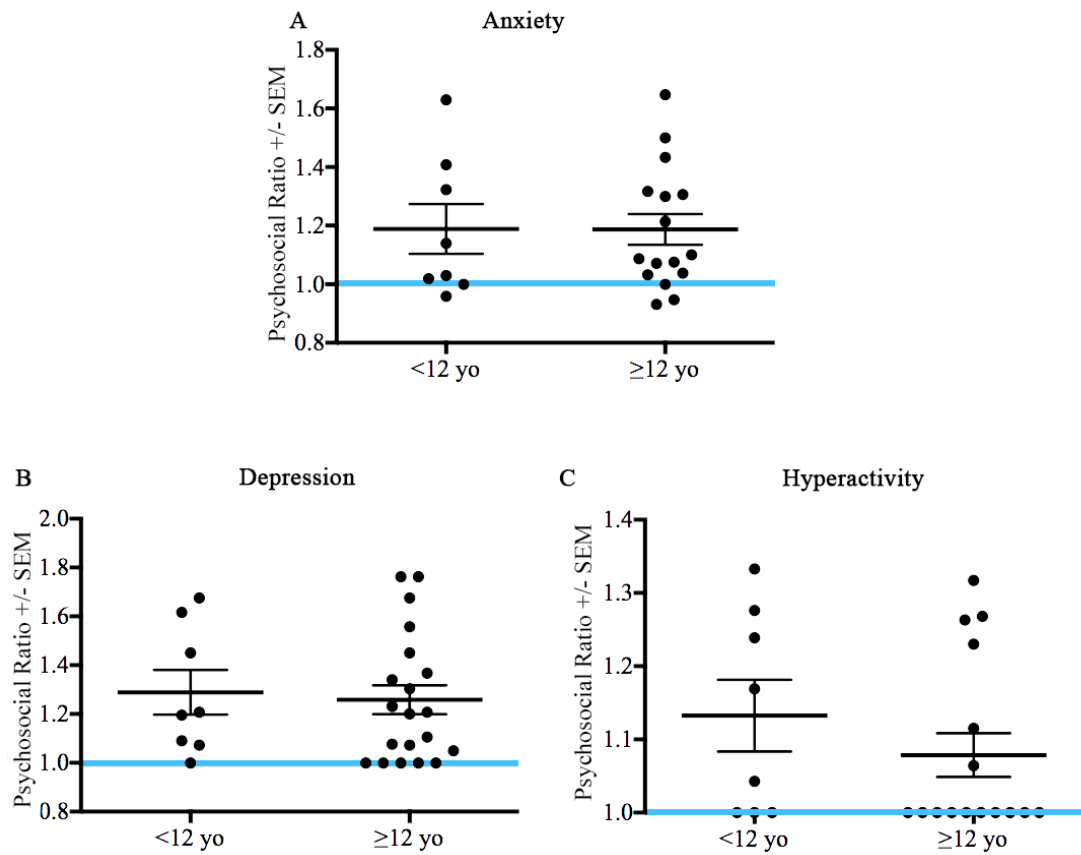 A
Anxiety
Psychosocial Ratio +/- SEM
1.8
1.6
1.4
1.2
1.0
0.8
<12 yo
≥12 yo
B
Depression
Psychosocial Ratio +/- SEM
2.0
1.8
1.6
1.4
1.2
1.0
0.8
<12 yo
≥12 yo
C
Hyperactivity
Psychosocial Ratio +/- SEM
1.4
1.3
1.2
1.1
1.0
<12 yo
≥12 yo